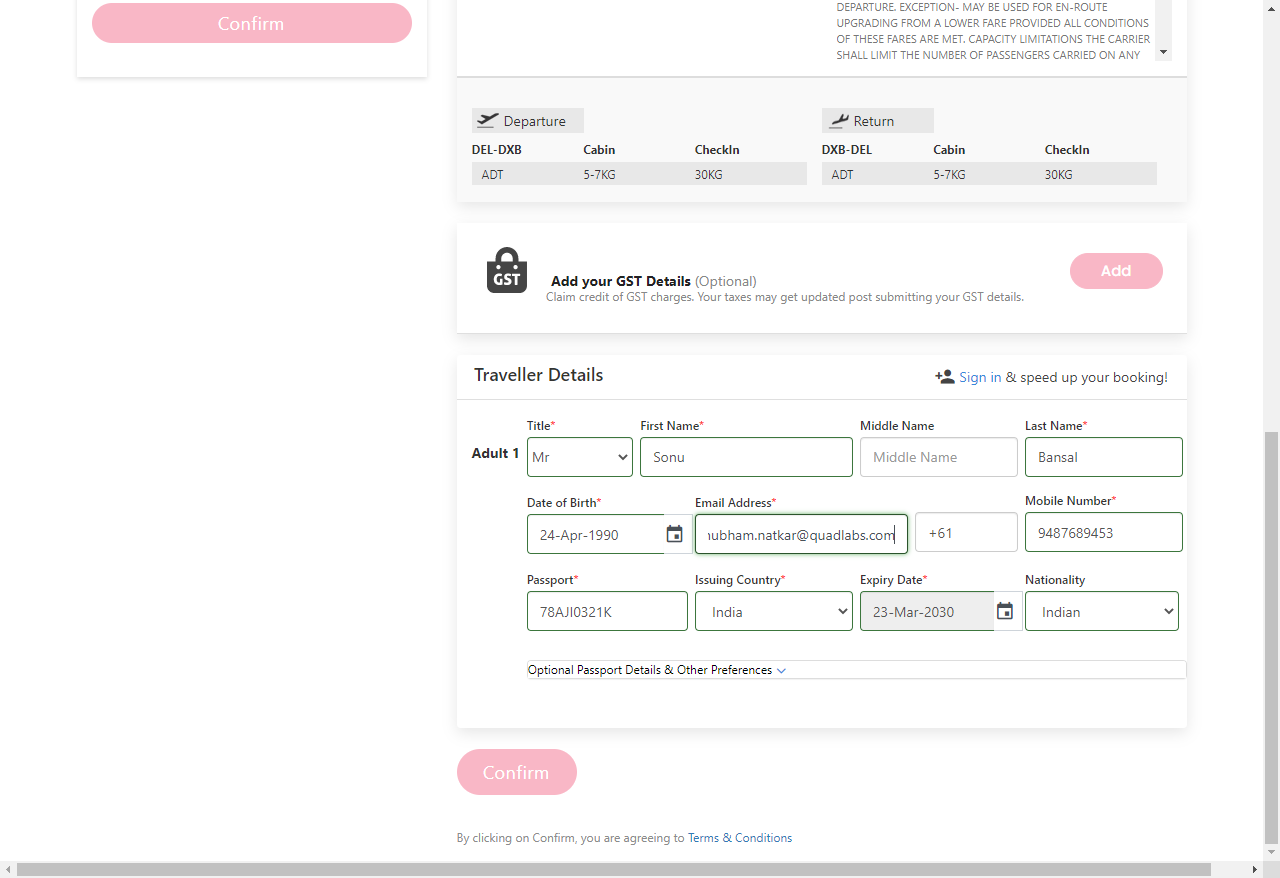 Confirm
DEPARTURE. EXCEPTION- MAY BE USED FOR EN-ROUTE
UPGRADING FROM A LOWER FARE PROVIDED ALL CONDITIONS
OF THESE FARES ARE MET. CAPACITY LIMITATIONS THE CARRIER
SHALL LIMIT THE NUMBER OF PASSENGERS CARRIED ON ANY
Departure
DEL-DXB Cabin CheckIn
ADT 5-7KG 30KG
Return
DXB-DEL Cabin CheckIn
ADT 5-7KG 30KG
GST
Add your GST Details (Optional)
Claim credit of GST charges. Your taxes may get updated post submitting your GST details.
Add
Traveller Details
Sign in & speed up your booking!
Title* First Name* Middle Name Last Name*
Adult 1 Mr Sonu Middle Name Bansal
Date of Birth* Email Address* Mobile Number*
24-Apr-1990 ubham.natkar@quadlabs.com +61 9487689453
Passport* Issuing Country* Expiry Date* Nationality
78AJI0321K India 23-Mar-2030 Indian
Optional Passport Details & Other Preferences
Confirm
By clicking on Confirm, you are agreeing to Terms & Conditions